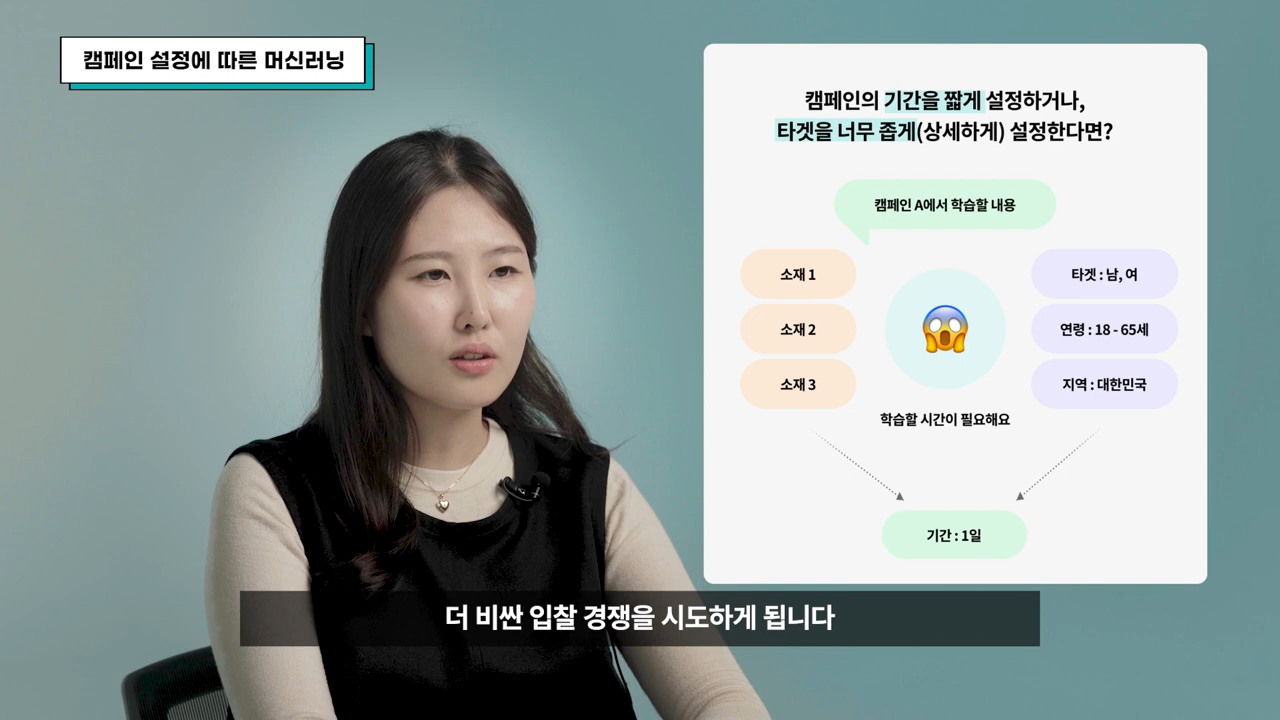 캠페인 설정에 따른 머신러닝
캠페인의 기간을 짧게 설정하거나,
타겟을 너무 좁게(상세하게) 설정한다면?
캠페인 A에서 학습할 내용
소재 1
소재 2
소재 3
타겟 : 남, 여
연령 : 18 - 65세
지역 : 대한민국
학습할 시간이 필요해요
기간 : 1일
더 비싼 입찰 경쟁을 시도하게 됩니다